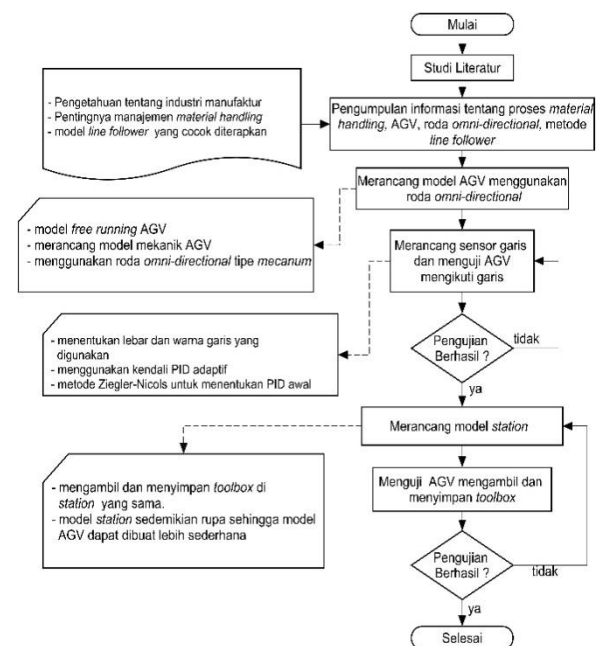 Mulai
Studi Literatur
- Pengetahuan tentang industri manufaktur
- Pentingnya manajemen material handling
- model line follower yang cocok diterapkan
Pengumpulan informasi tentang proses material
handling, AGV, roda omni-directional, metode
line follower
Merancang model AGV menggunakan
roda omni-directional
- model free running AGV
- merancang model mekanik AGV
- menggunakan roda omni-directional tipe mecanum
Merancang sensor garis
dan menguji AGV
mengikuti garis
- menentukan lebar dan warna garis yang
digunakan
- menggunakan kendali PID adaptif
- metode Ziegler-Nicols untuk menentukan PID awal
Pengujian
Berhasil ?
tidak
ya
Merancang model station
- mengambil dan menyimpan toolbox di
station yang sama.
- model station sedemikian rupa sehingga model
AGV dapat dibuat lebih sederhana
Menguji AGV mengambil dan
menyimpan toolbox
Pengujian
Berhasil ?
tidak
ya
Selesai